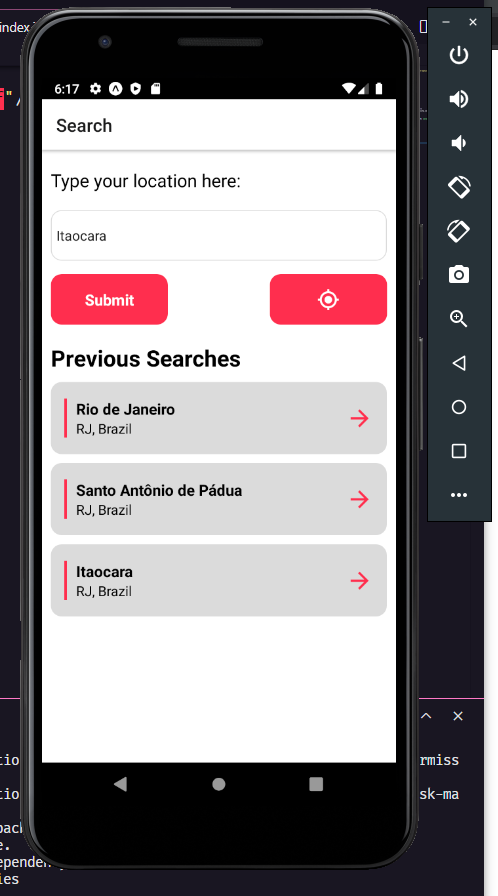 index.
6:17
"
Search
Type your location here:
Itaocara
Submit
Previous Searches
Rio de Janeiro
RJ, Brazil
Santo Antônio de Pádua
RJ, Brazil
Itaocara
RJ, Brazil
tio
rmiss
tio
sk-ma
pac
e.
ependen
ies